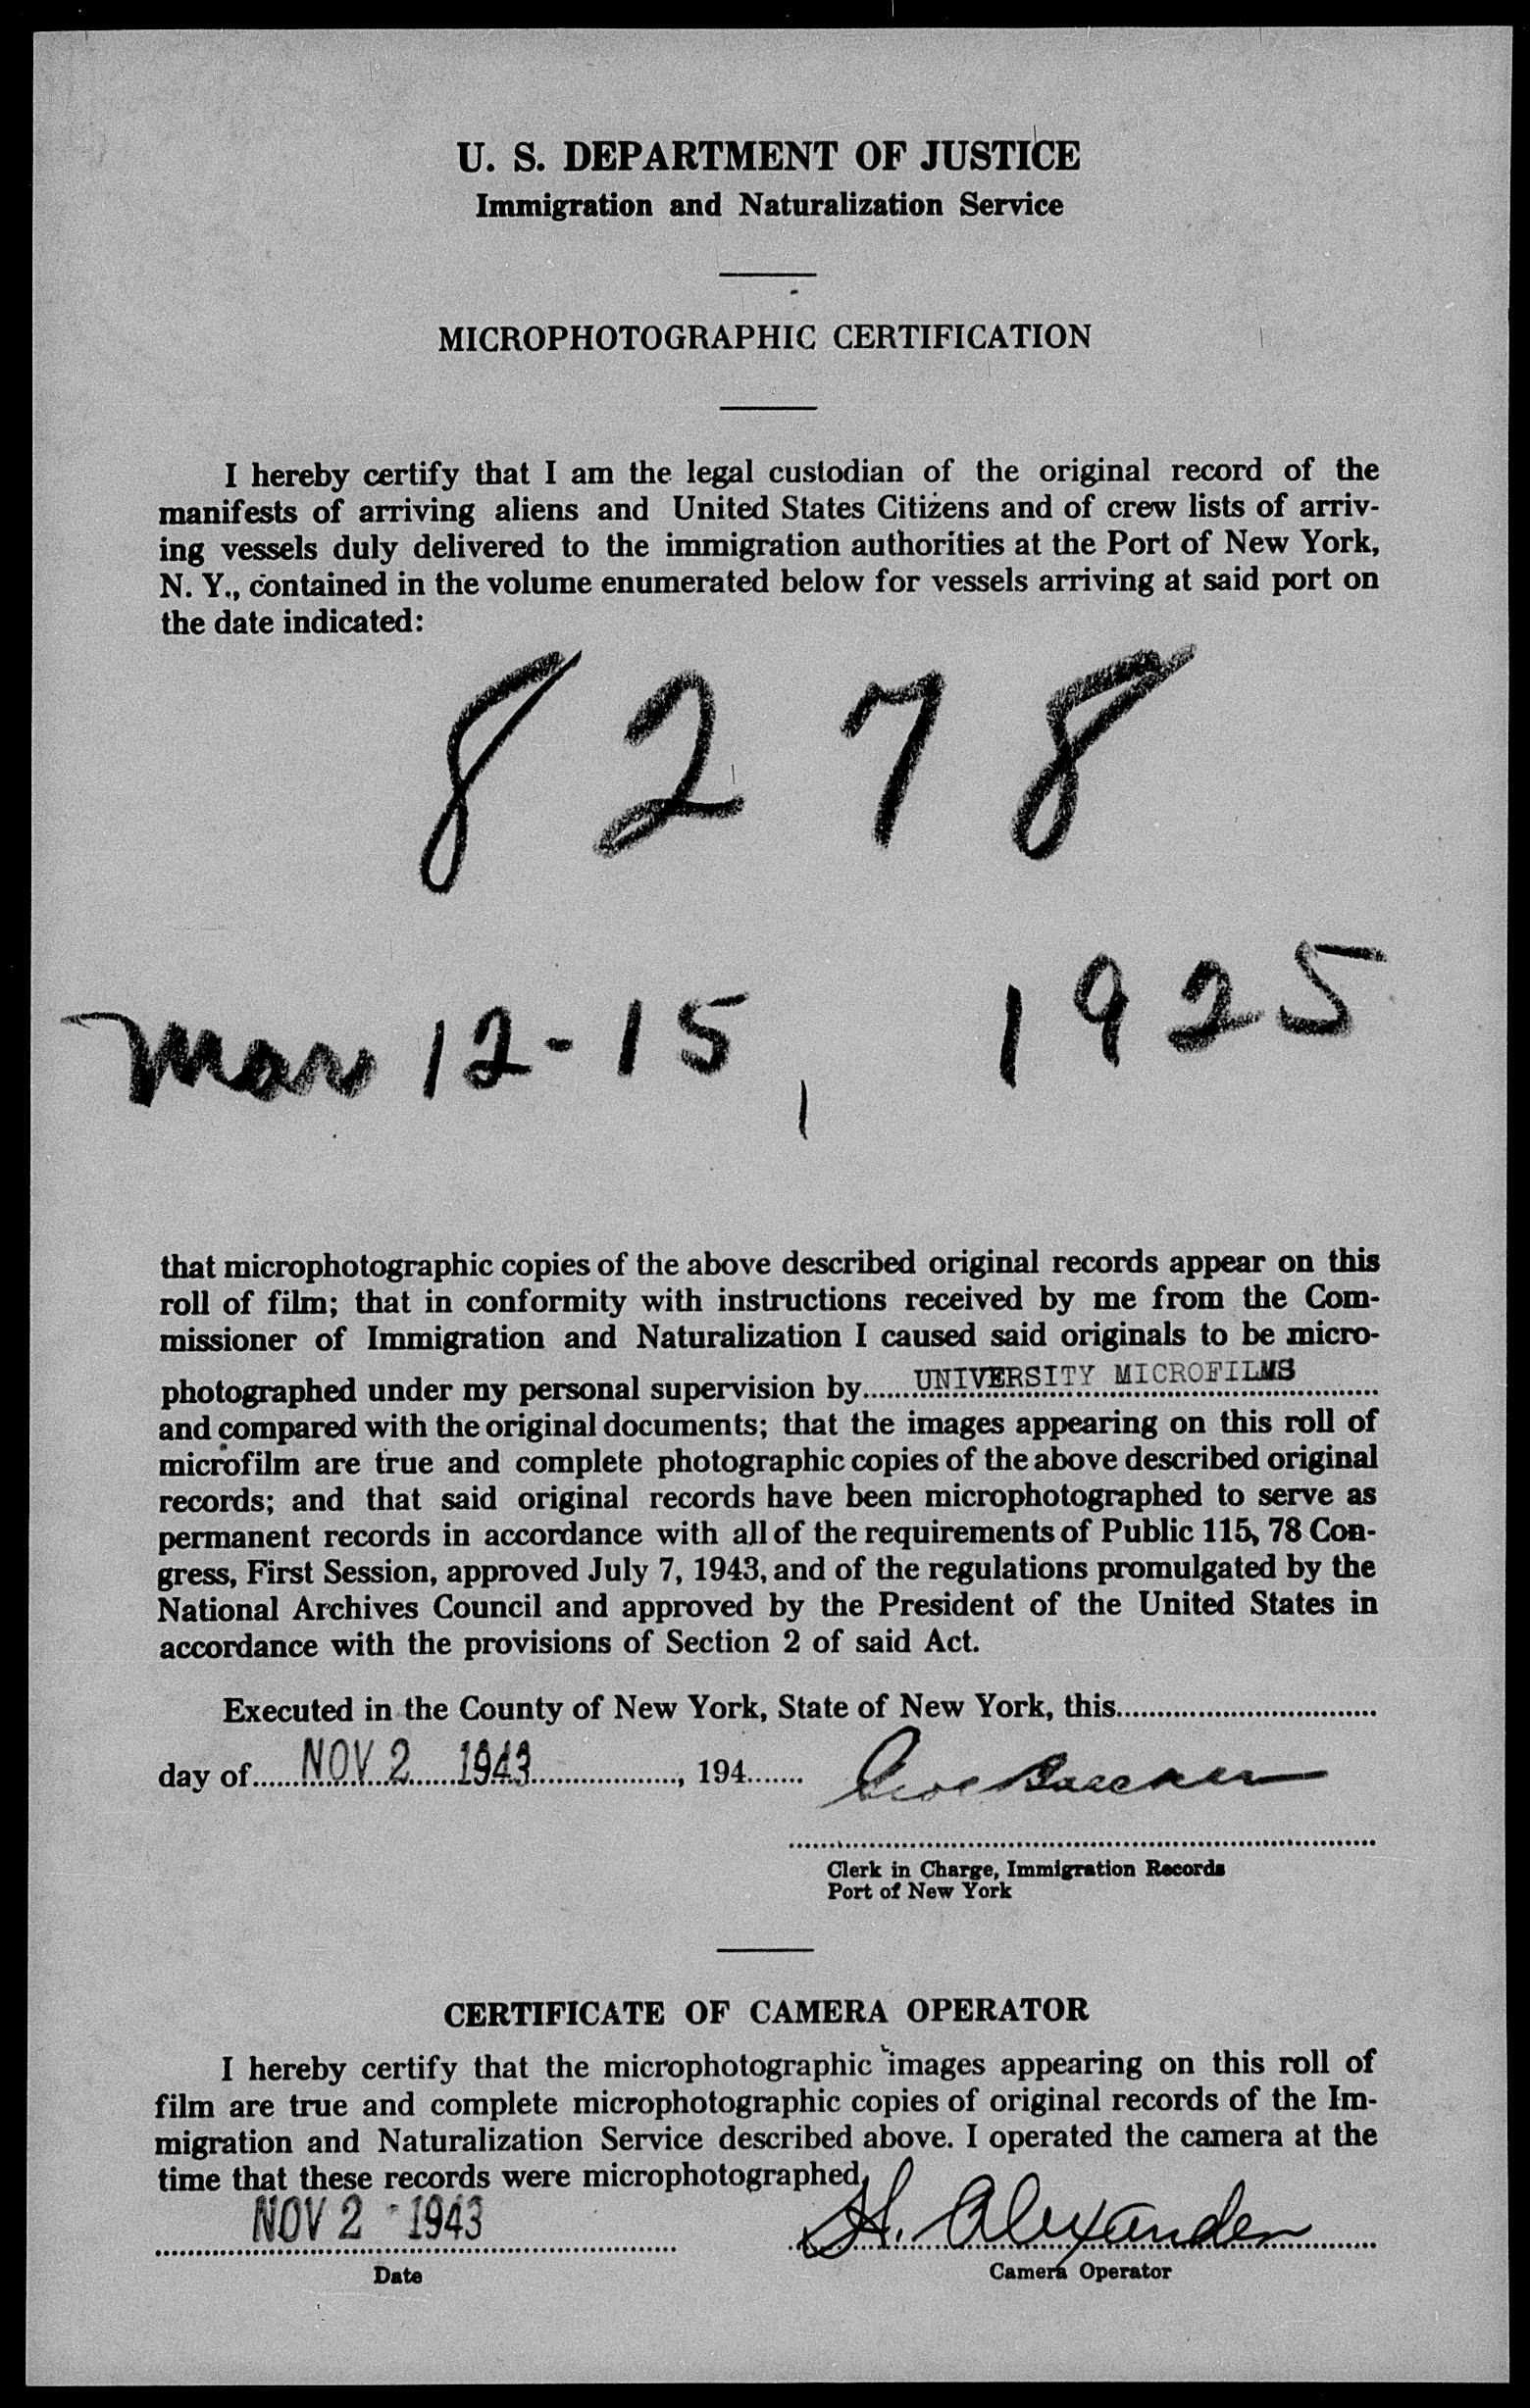 U. S. DEPARTMENT OF JUSTICE
Immigration and Naturalization Service
MICROPHOTOGRAPHIC CERTIFICATION
I hereby certify that I am the legal custodian of the original record of the
manifests of arriving aliens and United States Citizens and of crew lists of arriv-
ing vessels duly delivered to the immigration authorities at the Port of New York,
N. Y., contained in the volume enumerated below for vessels arriving at said port on
the date indicated:
8278
Mar 12-15, 1925
that microphotographic copies of the above described original records appear on this
roll of film; that in conformity with instructions received by me from the Com-
missioner of Immigration and Naturalization I caused said originals to be micro-
photographed under my personal supervision by......UNIVERSITY MICROFILMS
and compared with the original documents; that the images appearing on this roll of
microfilm are true and complete photographic copies of the above described original
records; and that said original records have been microphotographed to serve as
permanent records in accordance with all of the requirements of Public 115, 78 Con-
gress, First Session, approved July 7, 1943, and of the regulations promulgated by the
National Archives Council and approved by the President of the United States in
accordance with the provisions of Section 2 of said Act.
Executed in the County of New York, State of New York, this..............................
day of......NOV 2 1943.................., 194.......
Clerk in Charge, Immigration Records
Port of New York
CERTIFICATE OF CAMERA OPERATOR
I hereby certify that the microphotographic images appearing on this roll of
film are true and complete microphotographic copies of original records of the Im-
migration and Naturalization Service described above. I operated the camera at the
time that these records were microphotographed.
NOV 2 - 1943 H. Alexander
Date Camera Operator